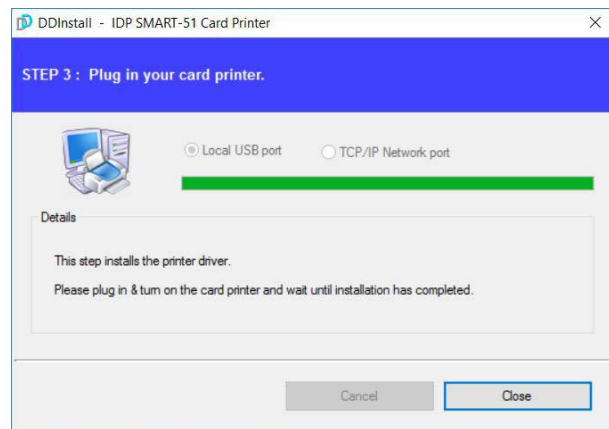 DDInstall - IDP SMART-51 Card Printer
STEP 3 : Plug in your card printer.
Local USB port
TCP/IP Network port
Details
This step installs the printer driver.
Please plug in & turn on the card printer and wait until installation has completed.
Cancel
Close